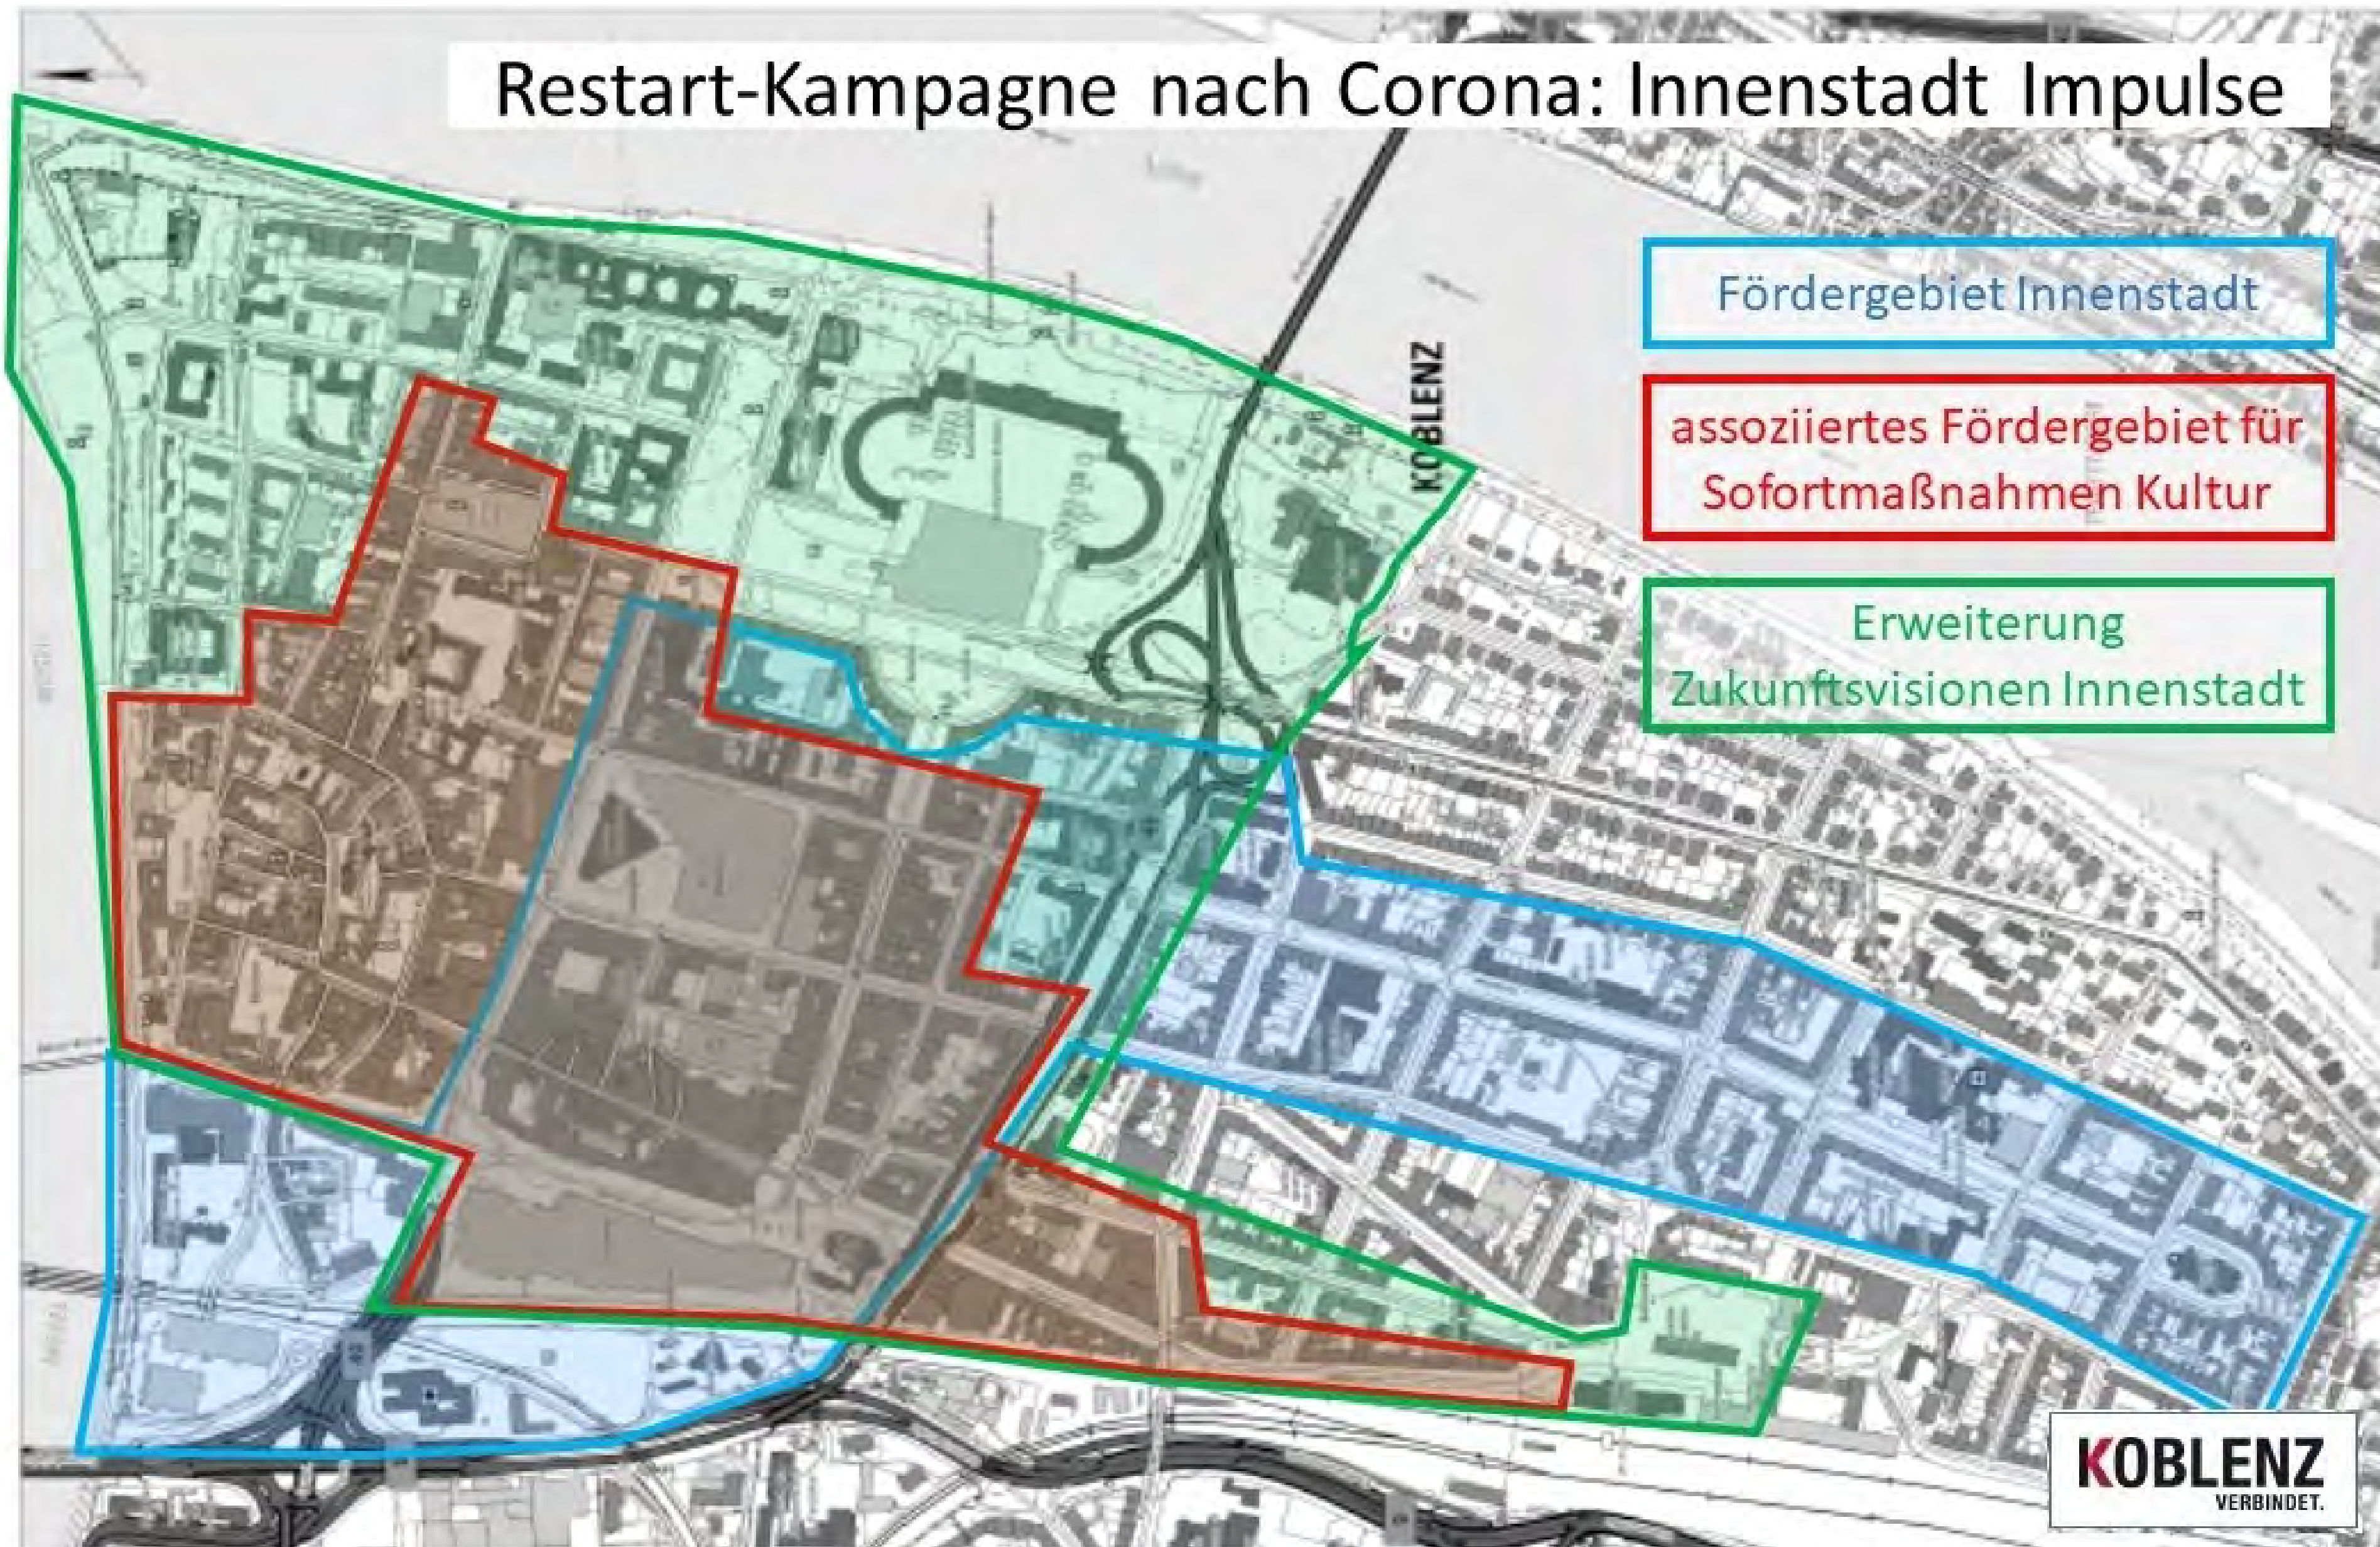 Restart-Kampagne nach Corona: Innenstadt Impulse
KOBLENZ
Fördergebiet Innenstadt
assoziiertes Fördergebiet für
Sofortmaßnahmen Kultur
Erweiterung
Zukunftsvisionen Innenstadt
KOBLENZ
VERBINDET.